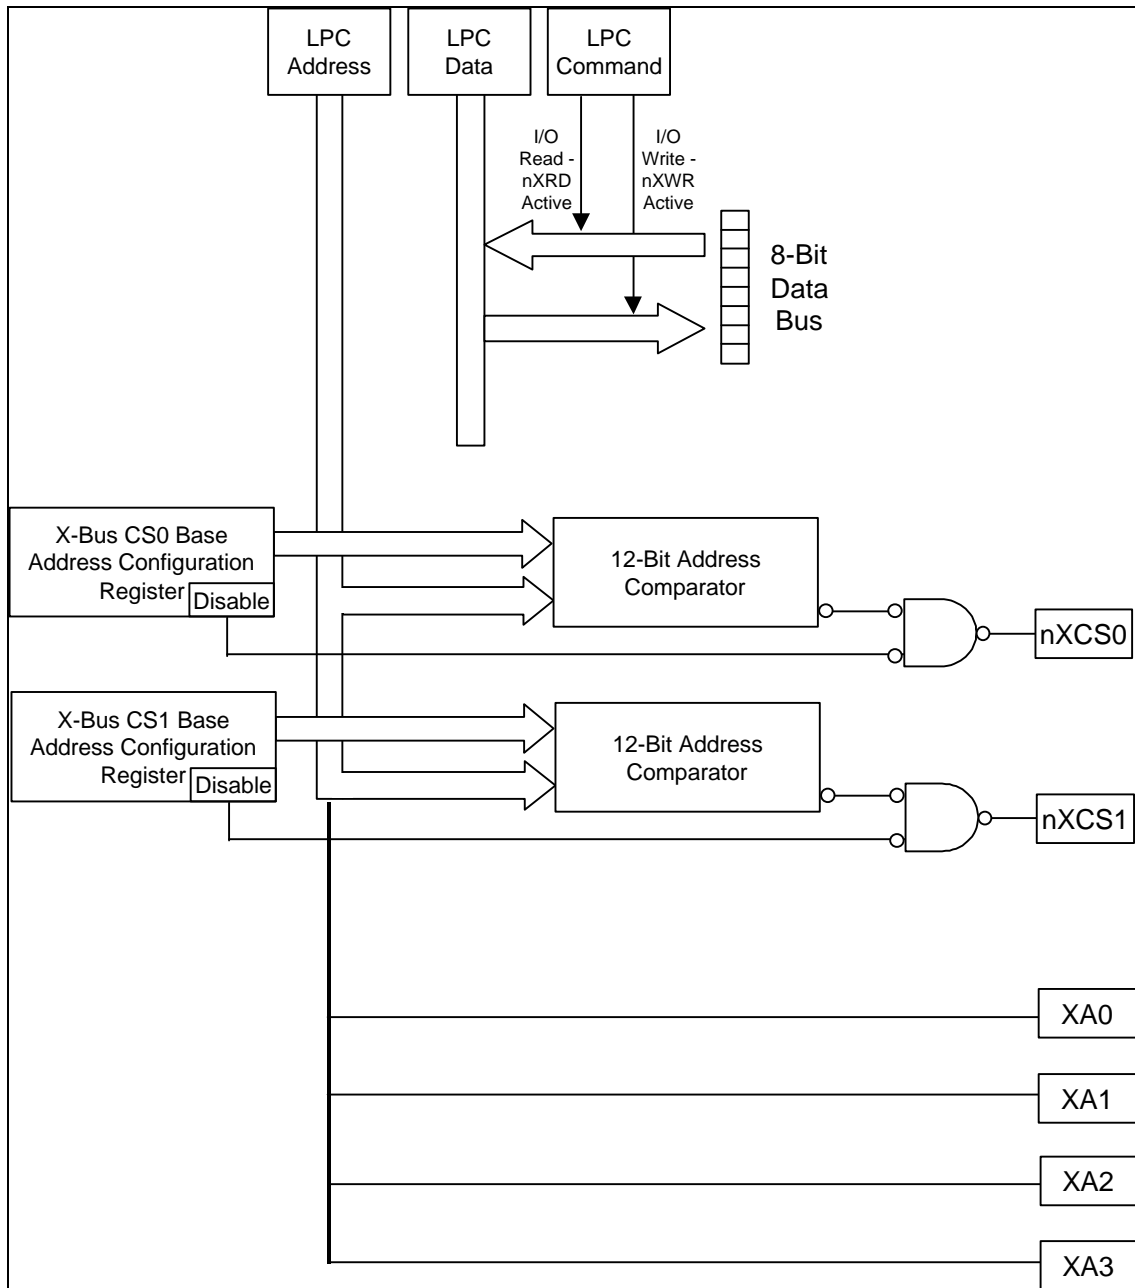 LPC
Address
LPC
Data
LPC
Command
I/O
Read -
nXRD
Active
I/O
Write -
nXWR
Active
8-Bit
Data
Bus
X-Bus CS0 Base
Address Configuration
Register
Disable
12-Bit Address
Comparator
nXCS0
X-Bus CS1 Base
Address Configuration
Register
Disable
12-Bit Address
Comparator
nXCS1
XA0
XA1
XA2
XA3